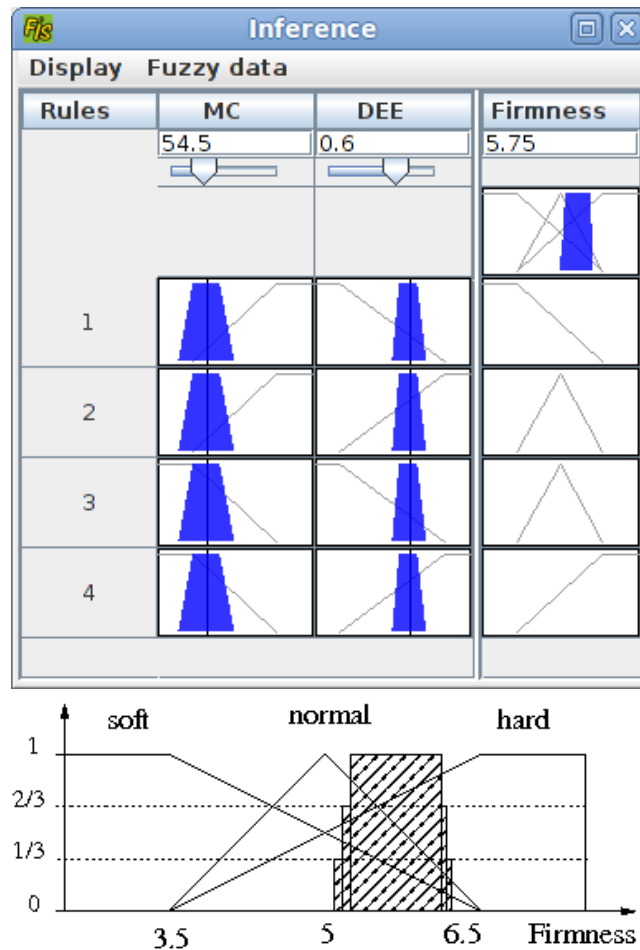 Fis Inference
Display Fuzzy data
Rules MC DEE Firmness
54.5 0.6 5.75
1
2
3
4
soft normal hard
1
2/3
1/3
0
3.5 5 6.5 Firmness